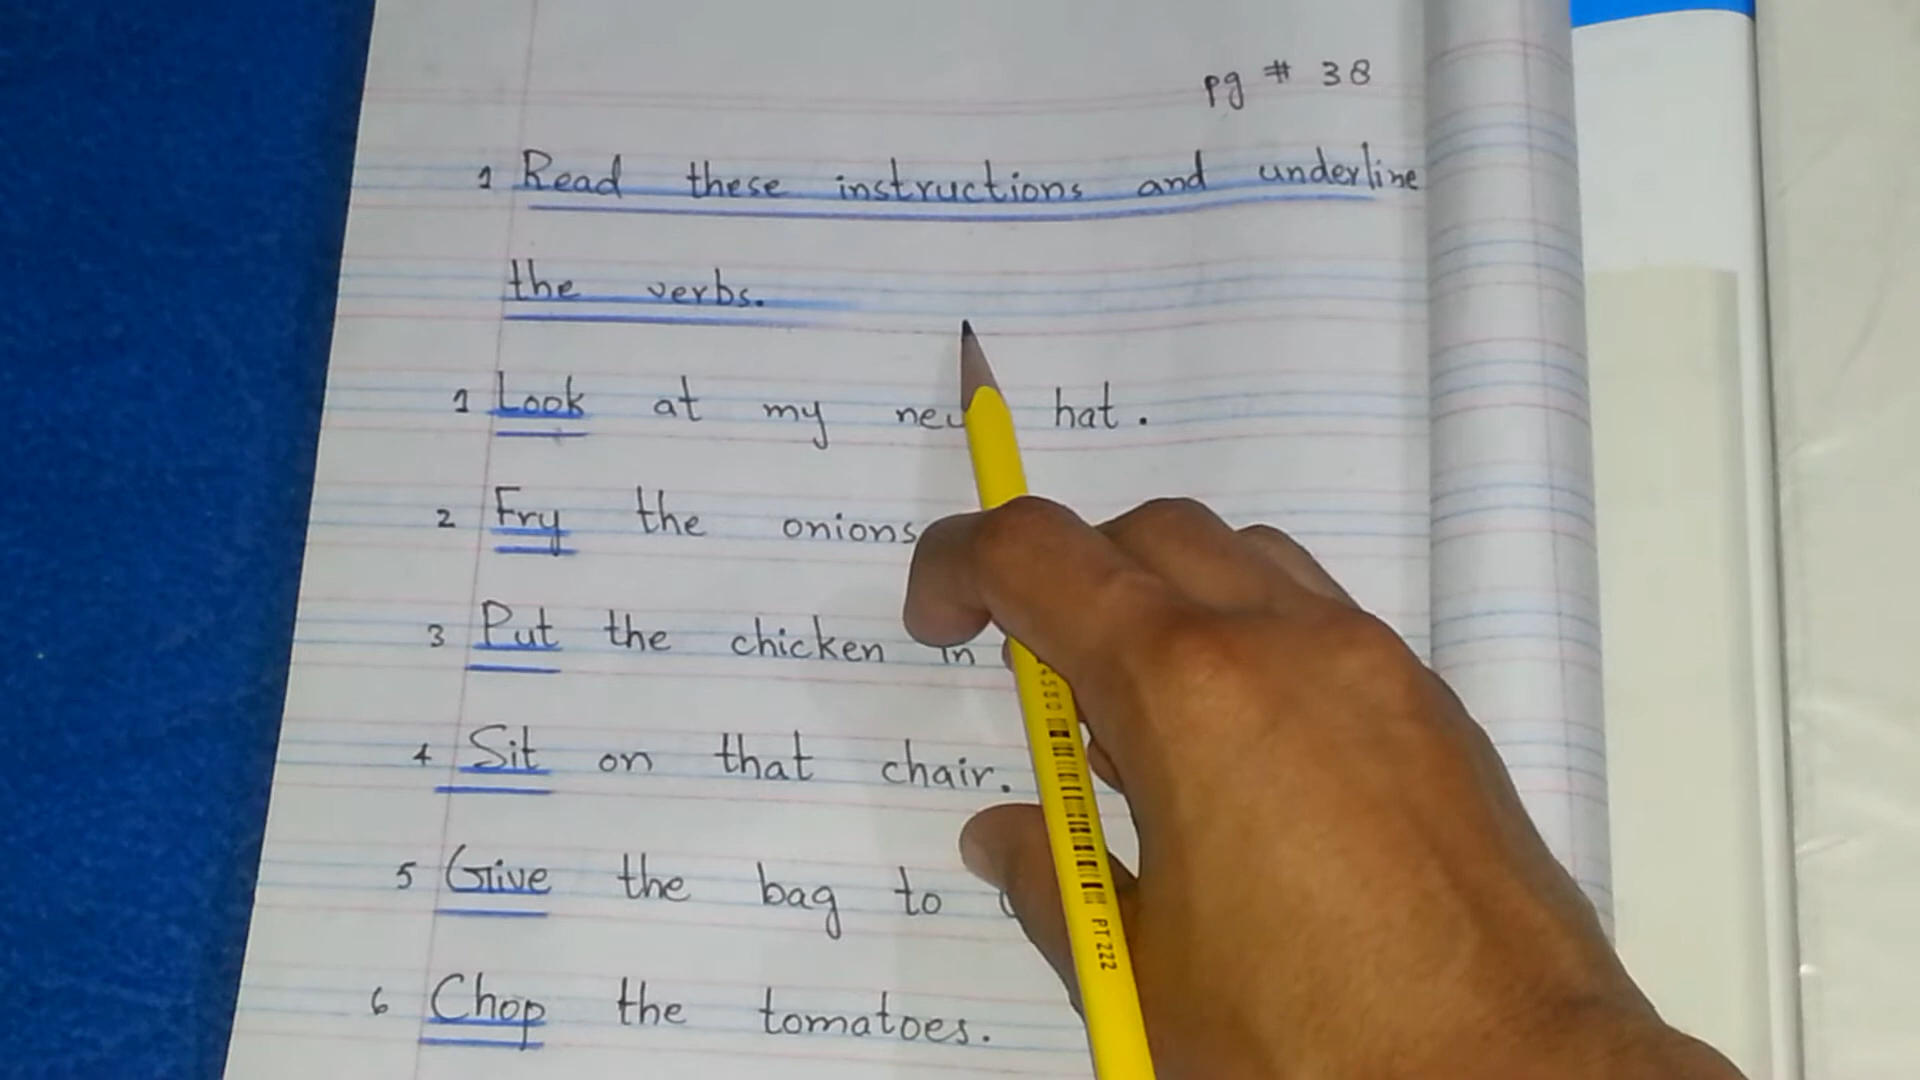 pg # 38
1 Read these instructions and underline
the verbs.
1 Look at my new hat.
2 Fry the onions
3 Put the chicken in
4 Sit on that chair.
5 Give the bag to
6 Chop the tomatoes.
PT 222